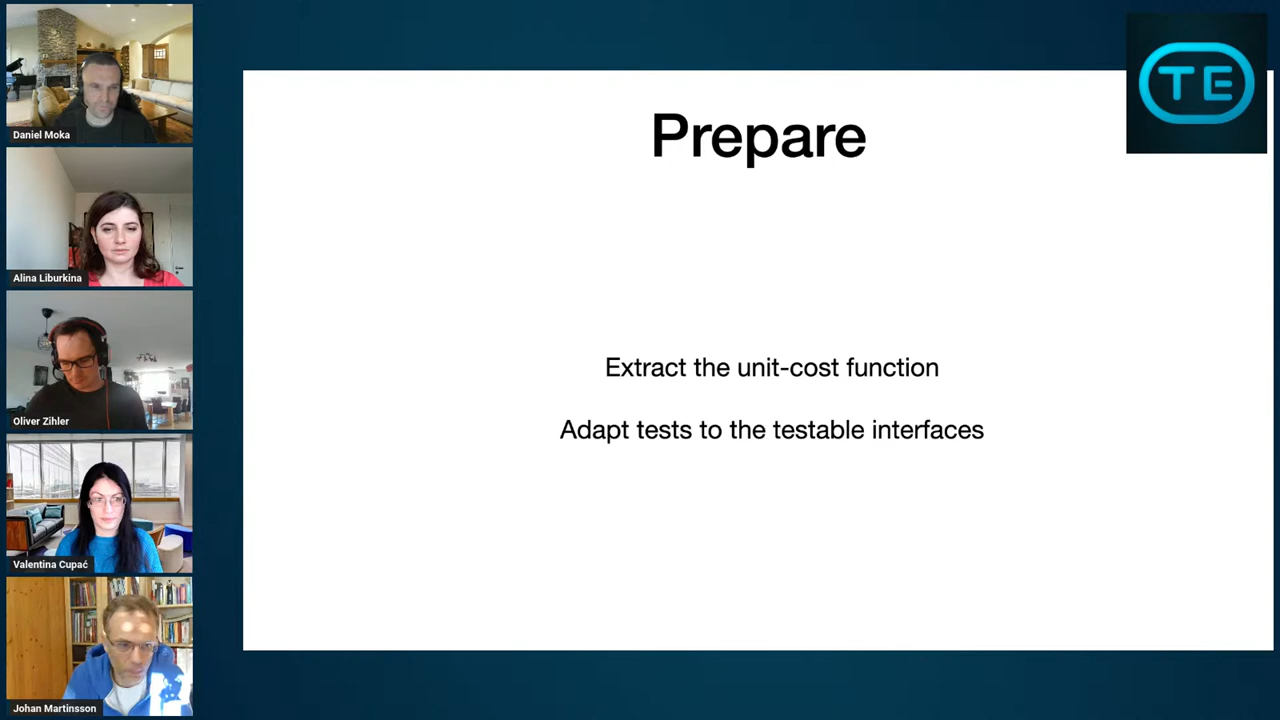 Daniel Moka
Alina Liburkina
Oliver Zihler
Valentina Cupać
Johan Martinsson
Prepare
Extract the unit-cost function
Adapt tests to the testable interfaces
TE